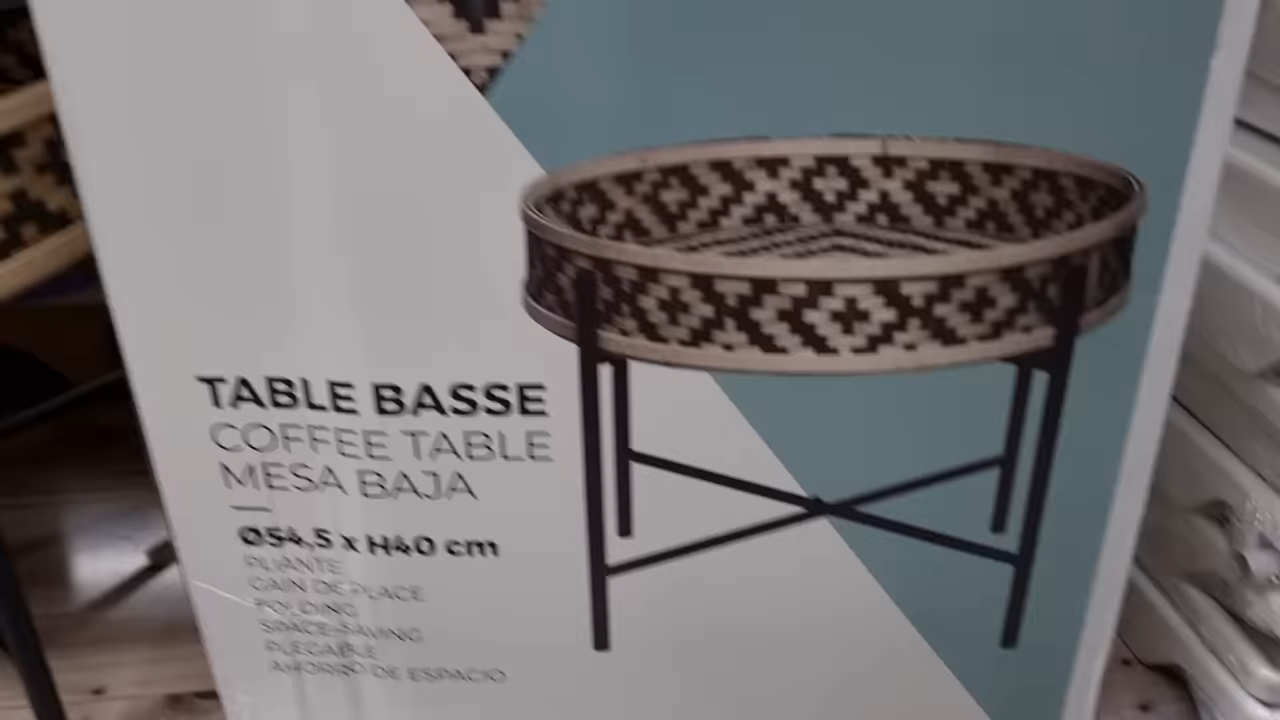 TABLE BASSE
COFFEE TABLE
MESA BAJA
Ø54,5 x H40 cm
PLIANTE
GAIN DE PLACE
FOLDING
SPACE-SAVING
PLEGABLE
AHORRO DE ESPACIO